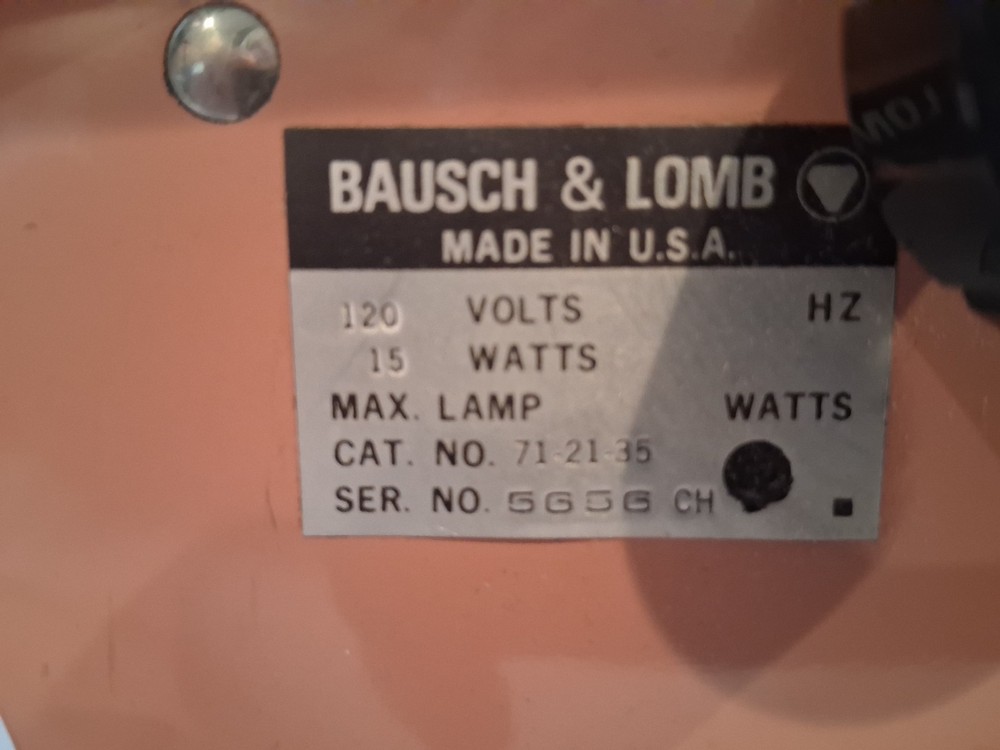 BAUSCH & LOMB
MADE IN U.S.A.
120 VOLTS HZ
15 WATTS
MAX. LAMP WATTS
CAT. NO. 71-21-35
SER. NO. 5656 CH
LOW